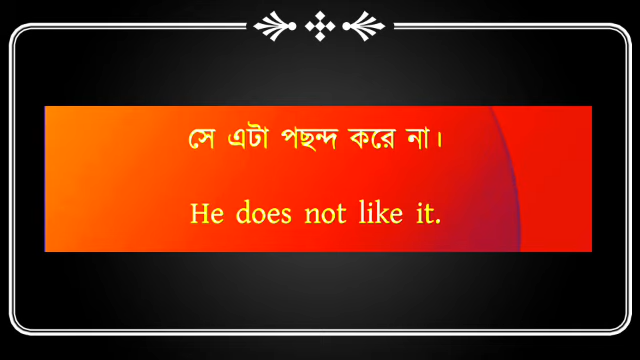 সে এটা পছন্দ করে না।
He does not like it.